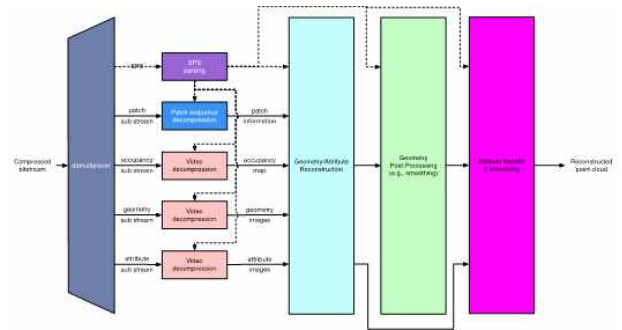 SPS
SPS
parsing
patch
sub stream
Patch sequence
decompression
patch
information
Compressed
bitstream
demultiplexer
occupancy
sub stream
Video
decompression
occupancy
map
Geometry/Attribute
Reconstruction
Geometry
Post Processing
(e.g., smoothing)
Attribute transfer
& smoothing
Reconstructed
point cloud
geometry
sub stream
Video
decompression
geometry
images
attribute
sub stream
Video
decompression
attribute
images